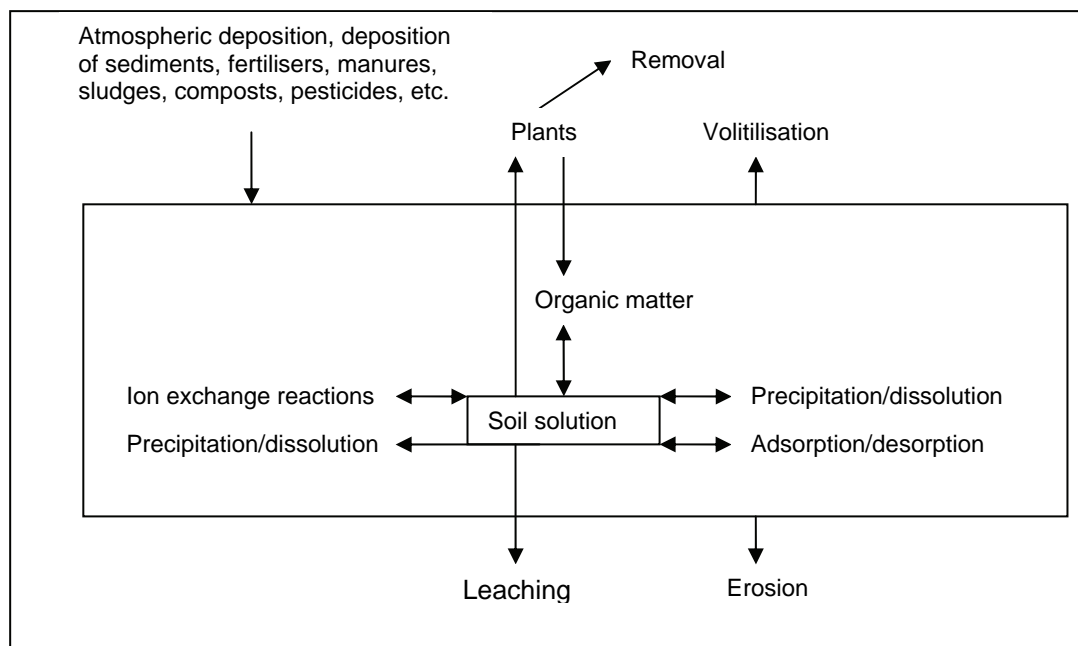 Atmospheric deposition, deposition
of sediments, fertilisers, manures,
sludges, composts, pesticides, etc.
Removal
Plants
Volitilisation
Organic matter
Ion exchange reactions
Precipitation/dissolution
Soil solution
Precipitation/dissolution
Adsorption/desorption
Leaching
Erosion